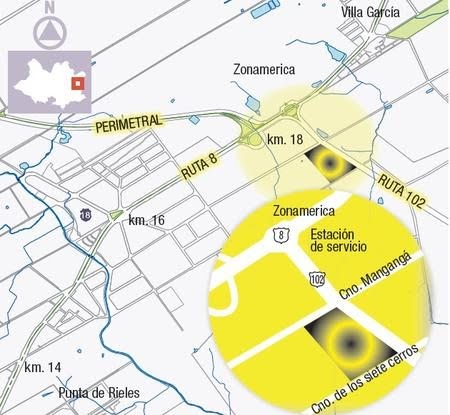 N
Villa García
Zonamerica
PERIMETRAL
RUTA 8
km. 18
RUTA 102
18
km. 16
Zonamerica
8
Estación
de servicio
102
Cno. Mangangá
km. 14
Punta de Rieles
Cno. de los siete cerros